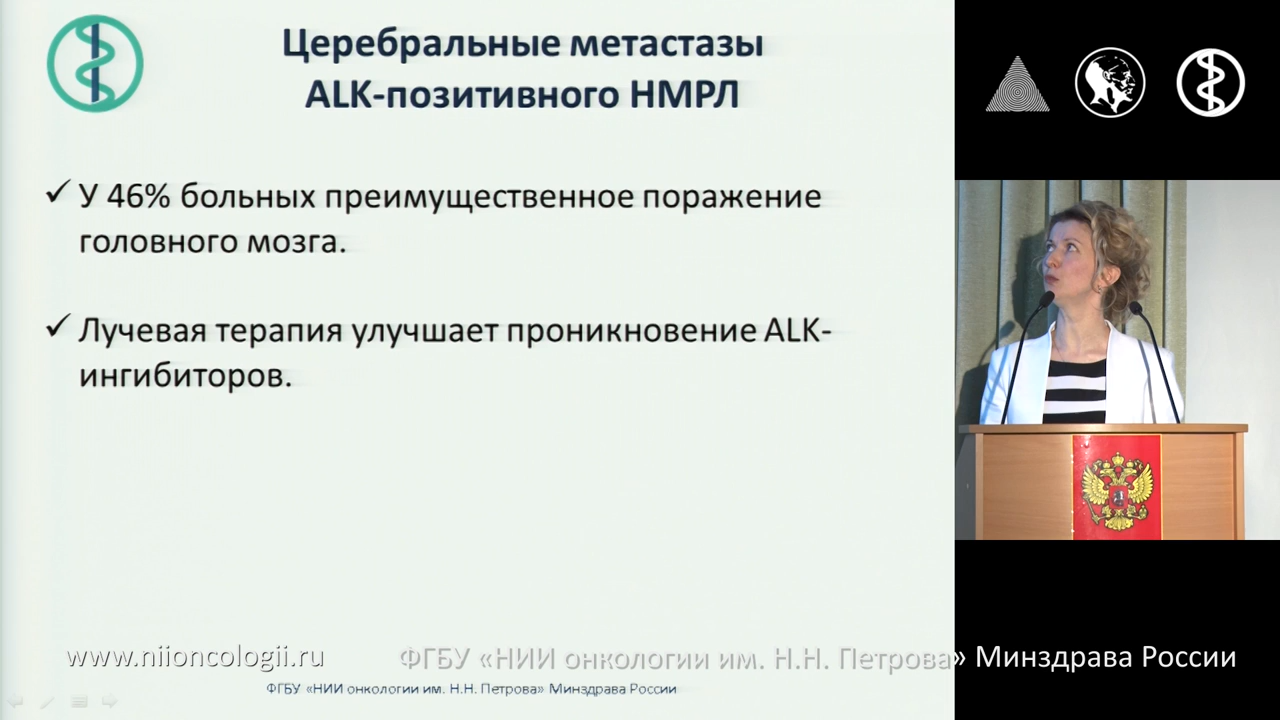 Церебральные метастазы
ALK-позитивного НМРЛ
✓ У 46% больных преимущественное поражение
головного мозга.
✓ Лучевая терапия улучшает проникновение ALK-
ингибиторов.
www.niioncologii.ru
ФГБУ «НИИ онкологии им. Н.Н. Петрова» Минздрава России
ФГБУ «НИИ онкологии им. Н.Н. Петрова» Минздрава России